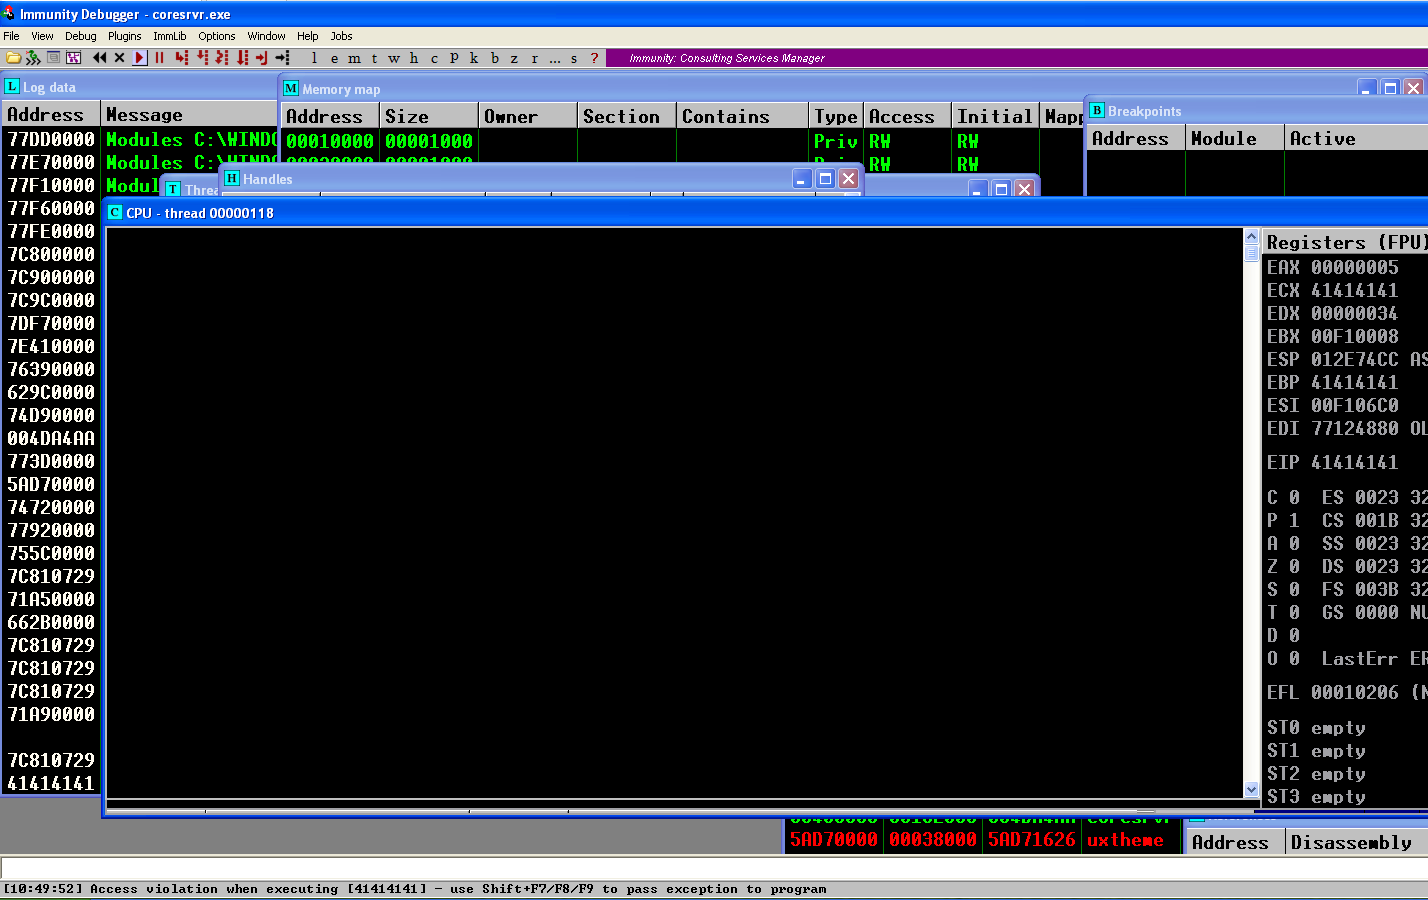 Immunity Debugger - coresrvr.exe
File View Debug Plugins ImmLib Options Window Help Jobs
l e m t w h c p k b z r ... s ?
Immunity: Consulting Services Manager
Log data
Address Message
77DD0000 Modules C:\WINDO
77E70000 Modules C:\WINDO
77F10000 Modul
77F60000
77FE0000
7C800000
7C900000
7C9C0000
7DF70000
7E410000
76390000
629C0000
74D90000
004DA4AA
773D0000
5AD70000
74720000
77920000
755C0000
7C810729
71A50000
662B0000
7C810729
7C810729
7C810729
71A90000
7C810729
41414141
Memory map
Address Size Owner Section Contains Type Access Initial Mapp
00010000 00001000 Priv RW RW
00020000 00001000 Priv RW RW
Breakpoints
Address Module Active
Threa
Handles
CPU - thread 00000118
Registers (FPU)
EAX 00000005
ECX 41414141
EDX 00000034
EBX 00F10008
ESP 012E74CC AS
EBP 41414141
ESI 00F106C0
EDI 77124880 OL
EIP 41414141
C 0 ES 0023 32
P 1 CS 001B 32
A 0 SS 0023 32
Z 0 DS 0023 32
S 0 FS 003B 32
T 0 GS 0000 NU
D 0
O 0 LastErr ER
EFL 00010206 (N
ST0 empty
ST1 empty
ST2 empty
ST3 empty
004DA4AA coresrvr
5AD70000 00038000 5AD71626 uxtheme
Address Disassembly
[10:49:52] Access violation when executing [41414141] - use Shift+F7/F8/F9 to pass exception to program